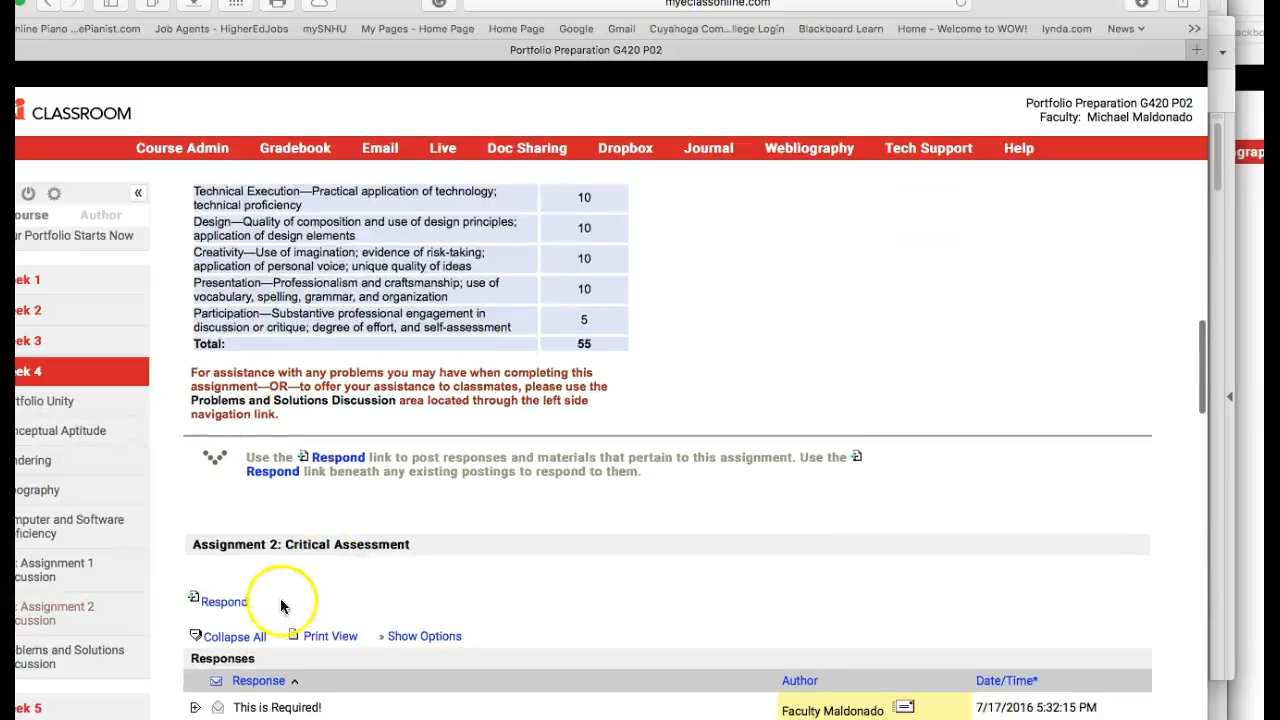 myeclassonline.com
nline Piano ...ePianist.com Job Agents - HigherEdJobs mySNHU My Pages - Home Page Home Page Google Gmail Cuyahoga Com...llege Login Blackboard Learn Home - Welcome to WOW! lynda.com News
Portfolio Preparation G420 P02
i CLASSROOM
Portfolio Preparation G420 P02
Faculty: Michael Maldonado
Course Admin Gradebook Email Live Doc Sharing Dropbox Journal Webliography Tech Support Help
ourse Author
ur Portfolio Starts Now
eek 1
eek 2
eek 3
eek 4
tfolio Unity
nceptual Aptitude
ndering
pography
mputer and Software
ficiency
: Assignment 1
cussion
: Assignment 2
cussion
blems and Solutions
cussion
eek 5
Technical Execution—Practical application of technology;
technical proficiency
10
Design—Quality of composition and use of design principles;
application of design elements
10
Creativity—Use of imagination; evidence of risk-taking;
application of personal voice; unique quality of ideas
10
Presentation—Professionalism and craftsmanship; use of
vocabulary, spelling, grammar, and organization
10
Participation—Substantive professional engagement in
discussion or critique; degree of effort, and self-assessment
5
Total: 55
For assistance with any problems you may have when completing this
assignment—OR—to offer your assistance to classmates, please use the
Problems and Solutions Discussion area located through the left side
navigation link.
Use the Respond link to post responses and materials that pertain to this assignment. Use the
Respond link beneath any existing postings to respond to them.
Assignment 2: Critical Assessment
Respond
Collapse All Print View » Show Options
Responses
Response Author Date/Time*
This is Required! Faculty Maldonado 7/17/2016 5:32:15 PM